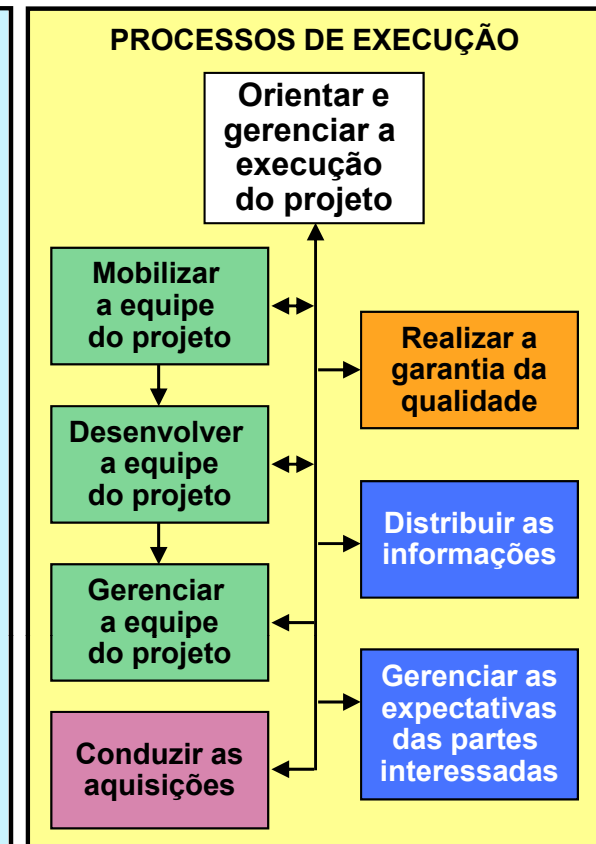 PROCESSOS DE EXECUÇÃO
Orientar e
gerenciar a
execução
do projeto
Mobilizar
a equipe
do projeto
Realizar a
garantia da
qualidade
Desenvolver
a equipe
do projeto
Distribuir as
informações
Gerenciar
a equipe
do projeto
Gerenciar as
expectativas
das partes
interessadas
Conduzir as
aquisições